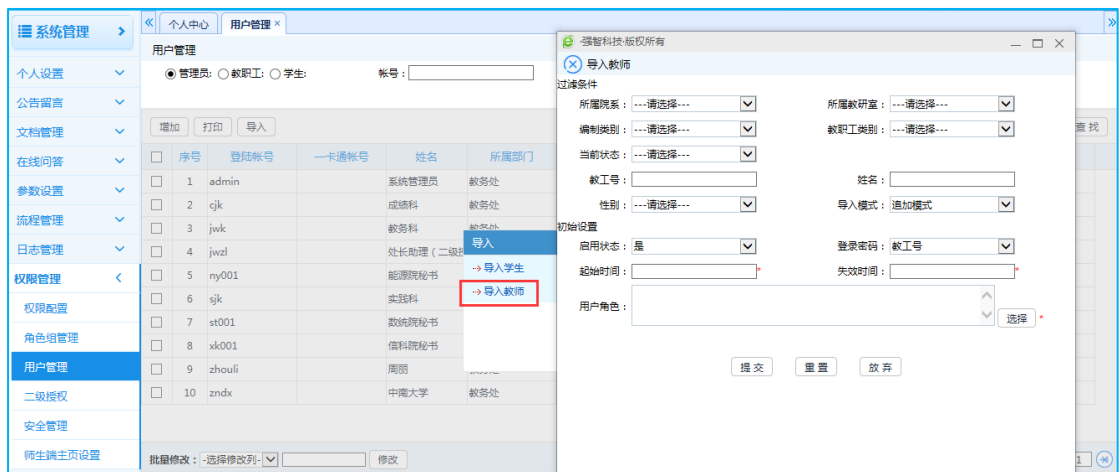 系统管理
个人中心 用户管理
用户管理
管理员: 教职工: 学生: 帐号：
增加 打印 导入 查找
序号 登陆帐号 一卡通帐号 姓名 所属部门
1 admin 系统管理员 教务处
2 cjk 成绩科 教务处
3 jwk 教务科 教务处
4 jwzl 处长助理（二级授
5 ny001 能源院秘书
6 sjk 实践科
7 st001 数统院秘书
8 xk001 信科院秘书
9 zhouli 周丽
10 zndx 中南大学 教务处
批量修改：-选择修改列- 修改
1
个人设置
公告留言
文档管理
在线问答
参数设置
流程管理
日志管理
权限管理
权限配置
角色组管理
用户管理
二级授权
安全管理
师生端主页设置
导入
导入学生
导入教师
·强智科技·版权所有
导入教师
过滤条件
所属院系：---请选择--- 所属教研室：---请选择---
编制类别：---请选择--- 教职工类别：---请选择---
当前状态：---请选择---
教工号： 姓名：
性别：---请选择--- 导入模式：追加模式
初始设置
启用状态：是 登录密码：教工号
起始时间： * 失效时间： *
用户角色： 选择 *
提交 重置 放弃